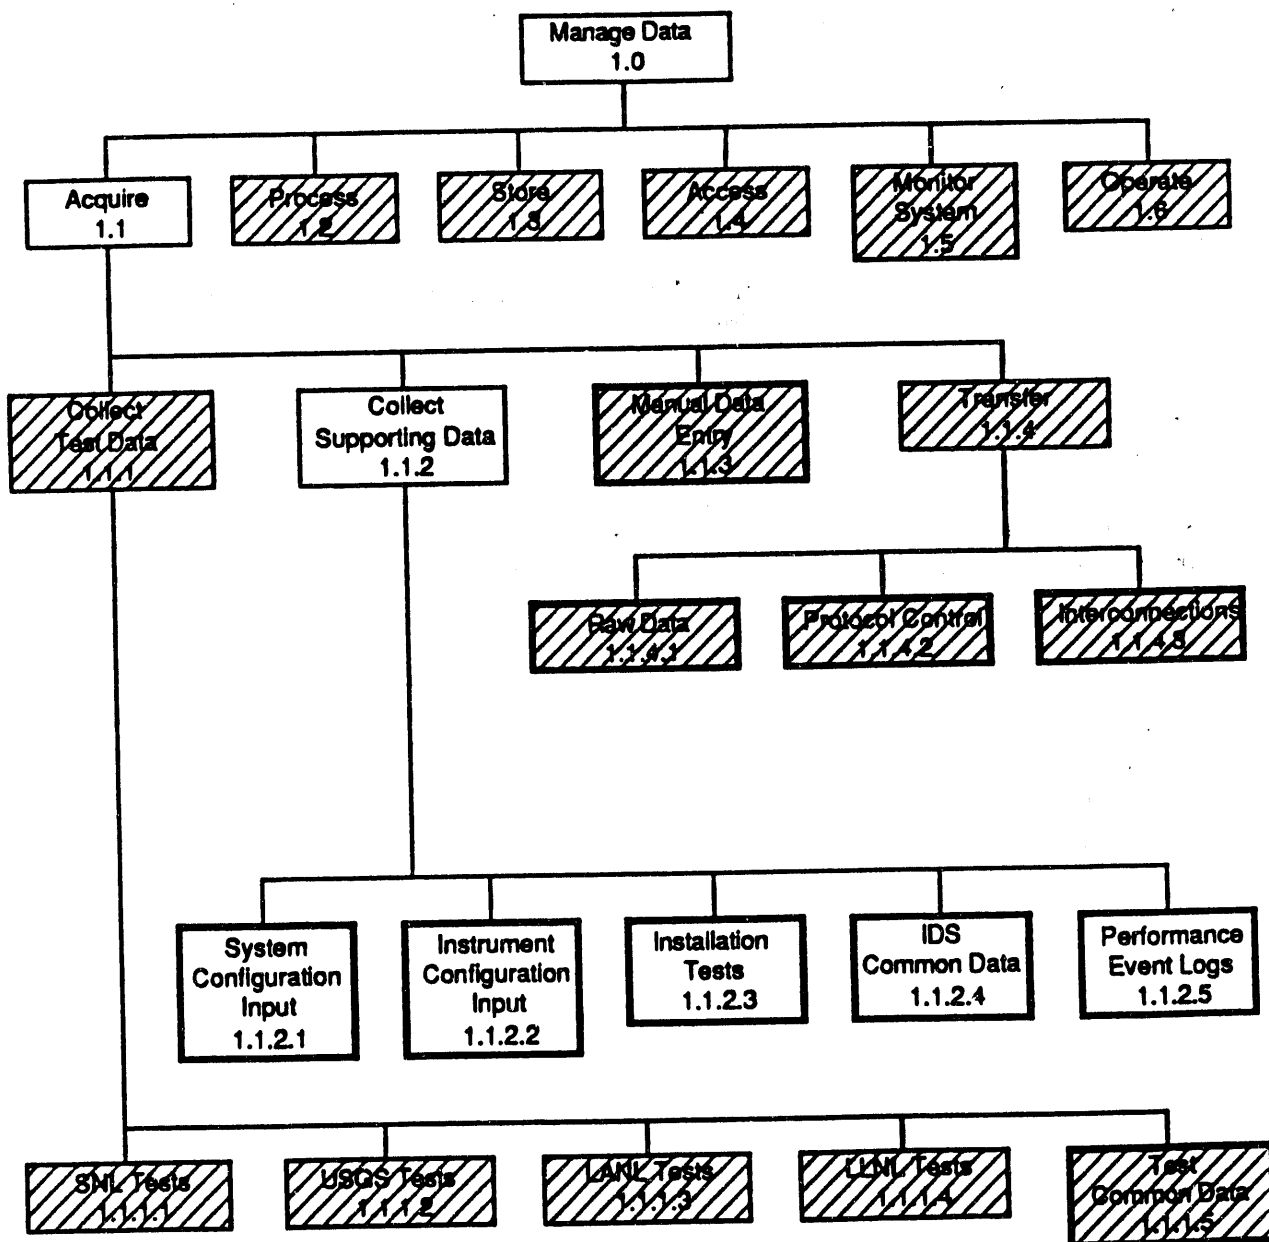 Manage Data
1.0
Acquire
1.1
Process
1.2
Store
1.3
Access
1.4
Monitor
System
1.5
Operate
1.6
Collect
Test Data
1.1.1
Collect
Supporting Data
1.1.2
Manual Data
Entry
1.1.3
Transfer
1.1.4
Raw Data
1.1.4.1
Protocol Control
1.1.4.2
Interconnections
1.1.4.3
System
Configuration
Input
1.1.2.1
Instrument
Configuration
Input
1.1.2.2
Installation
Tests
1.1.2.3
IDS
Common Data
1.1.2.4
Performance
Event Logs
1.1.2.5
SNL Tests
1.1.1.1
USGS Tests
1.1.1.2
LANL Tests
1.1.1.3
LLNL Tests
1.1.1.4
Test
Common Data
1.1.1.5